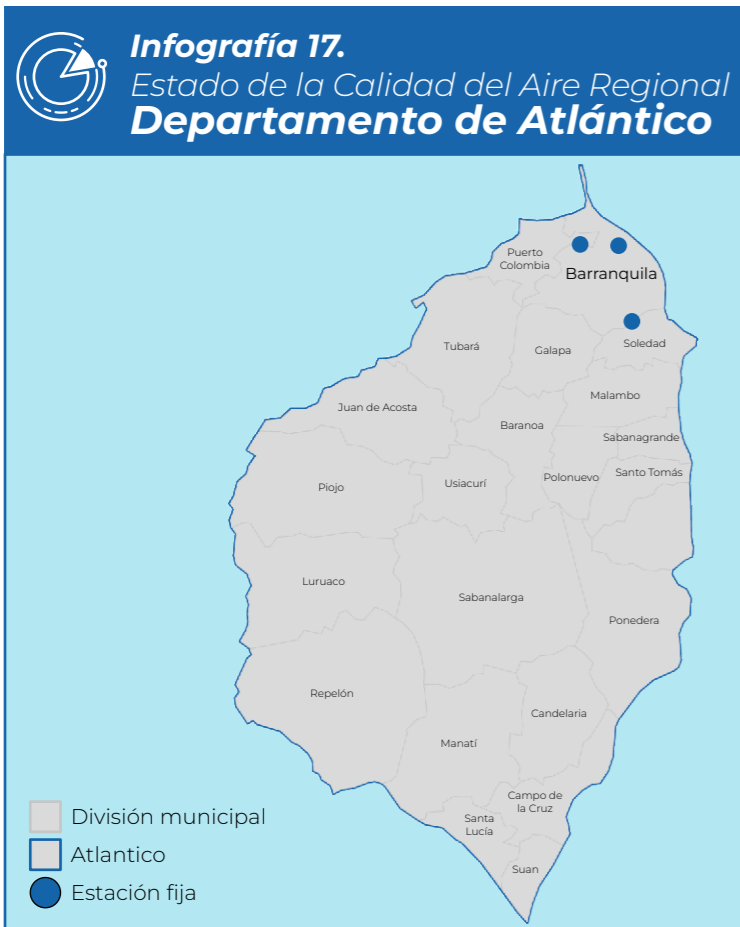 Infografía 17.
Estado de la Calidad del Aire Regional
Departamento de Atlántico
Puerto
Colombia
Barranquila
Tubará
Galapa
Soledad
Malambo
Juan de Acosta
Baranoa
Sabanagrande
Piojo
Usiacurí
Polonuevo
Santo Tomás
Luruaco
Sabanalarga
Ponedera
Repelón
Candelaria
Manatí
Campo de
la Cruz
Santa
Lucía
Suan
División municipal
Atlantico
Estación fija